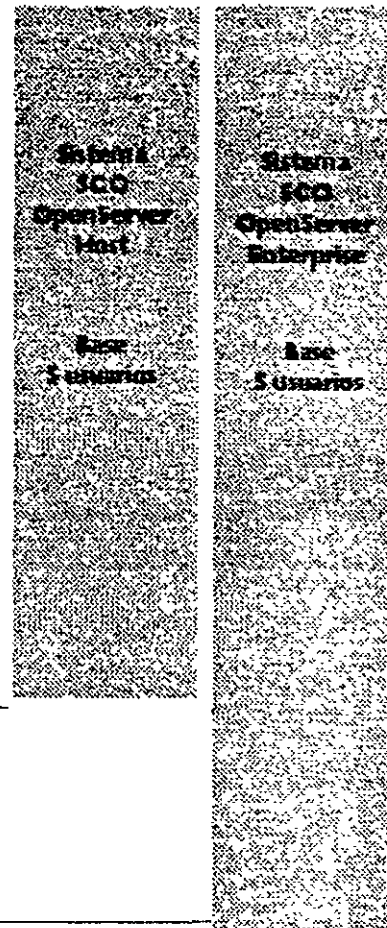 Sistema
SCO
OpenServer
Host
Base
5 usuarios
Sistema
SCO
OpenServer
Enterprise
Base
5 usuarios